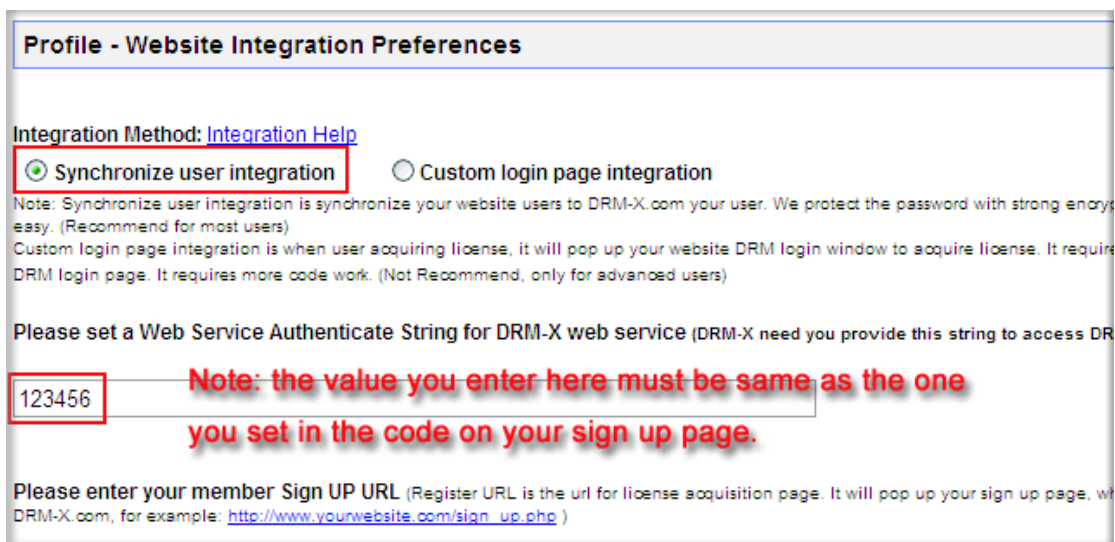 Profile - Website Integration Preferences
Integration Method: Integration Help
Synchronize user integration Custom login page integration
Note: Synchronize user integration is synchronize your website users to DRM-X.com your user. We protect the password with strong
easy. (Recommend for most users)
Custom login page integration is when user acquiring license, it will pop up your website DRM login window to acquire license. It
DRM login page. It requires more code work. (Not Recommend, only for advanced users)
Please set a Web Service Authenticate String for DRM-X web service (DRM-X need you provide this string to access
Note: the value you enter here must be same as the one
123456
you set in the code on your sign up page.
Please enter your member Sign UP URL (Register URL is the url for license acquisition page. It will pop up your sign up page,
DRM-X.com, for example: http://www.yourwebsite.com/sign_up.php )